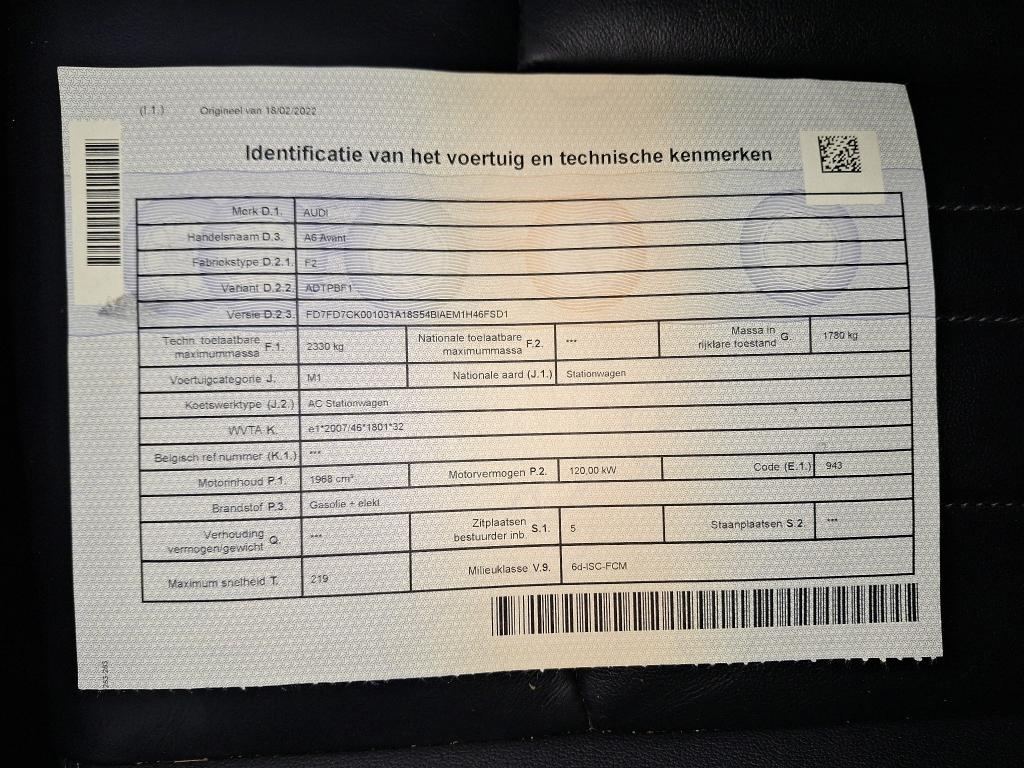 (I.1.) Origineel van 18/02/2022
Identificatie van het voertuig en technische kenmerken
Merk D.1. AUDI
Handelsnaam D.3. A6 Avant
Fabriekstype D.2.1. F2
Variant D.2.2. ADTPBF1
Versie D.2.3. FD7FD7CK001031A18S54BIAEM1H46FSD1
Techn. toelaatbare maximummassa F.1. 2330 kg Nationale toelaatbare maximummassa F.2. *** Massa in rijklare toestand G. 1780 kg
Voertuigcategorie J. M1 Nationale aard (J.1.) Stationwagen
Koetswerktype (J.2.) AC Stationwagen
WVTA K. e1*2007/46*1801*32
Belgisch ref.nummer (K.1.) ***
Motorinhoud P.1. 1968 cm³ Motorvermogen P.2. 120,00 kW Code (E.1.) 943
Brandstof P.3. Gasolie + elekt
Verhouding vermogen/gewicht Q. *** Zitplaatsen bestuurder inb. S.1. 5 Staanplaatsen S.2. ***
Maximum snelheid T. 219 Milieuklasse V.9. 6d-ISC-FCM
263-263